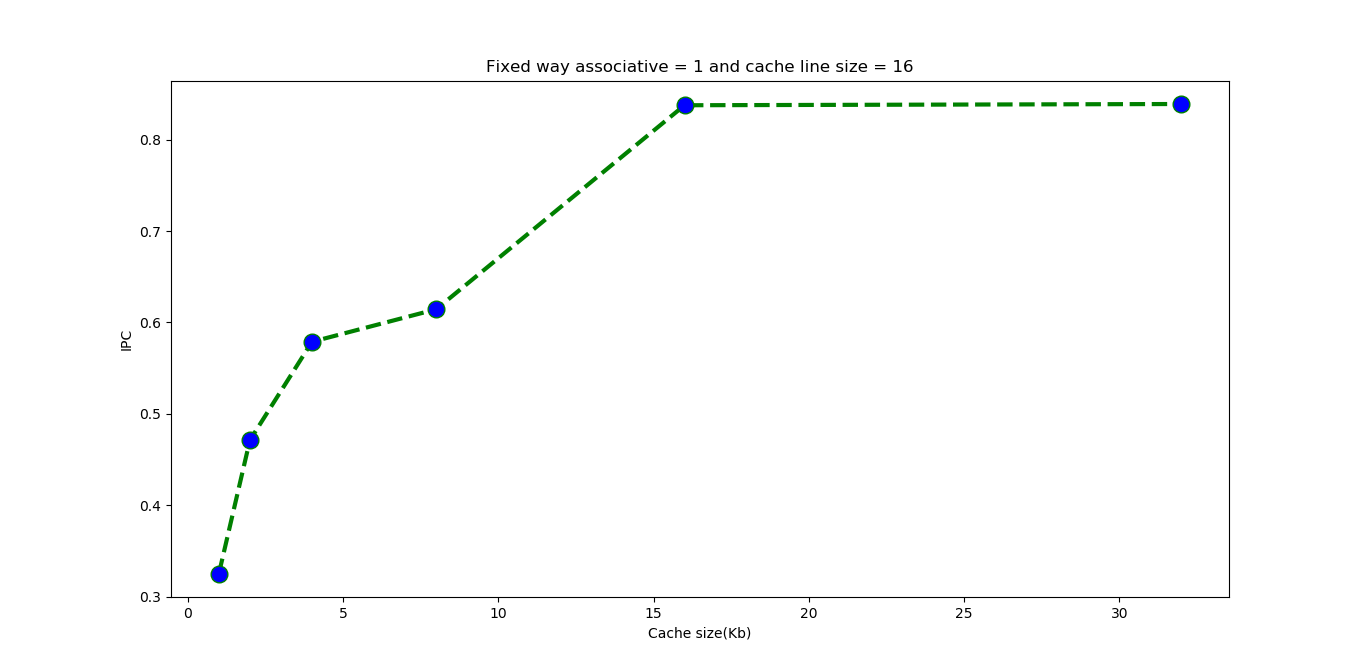 Fixed way associative = 1 and cache line size = 16
0.8
0.7
0.6
IPC
0.5
0.4
0.3
0 5 10 15 20 25 30
Cache size(Kb)